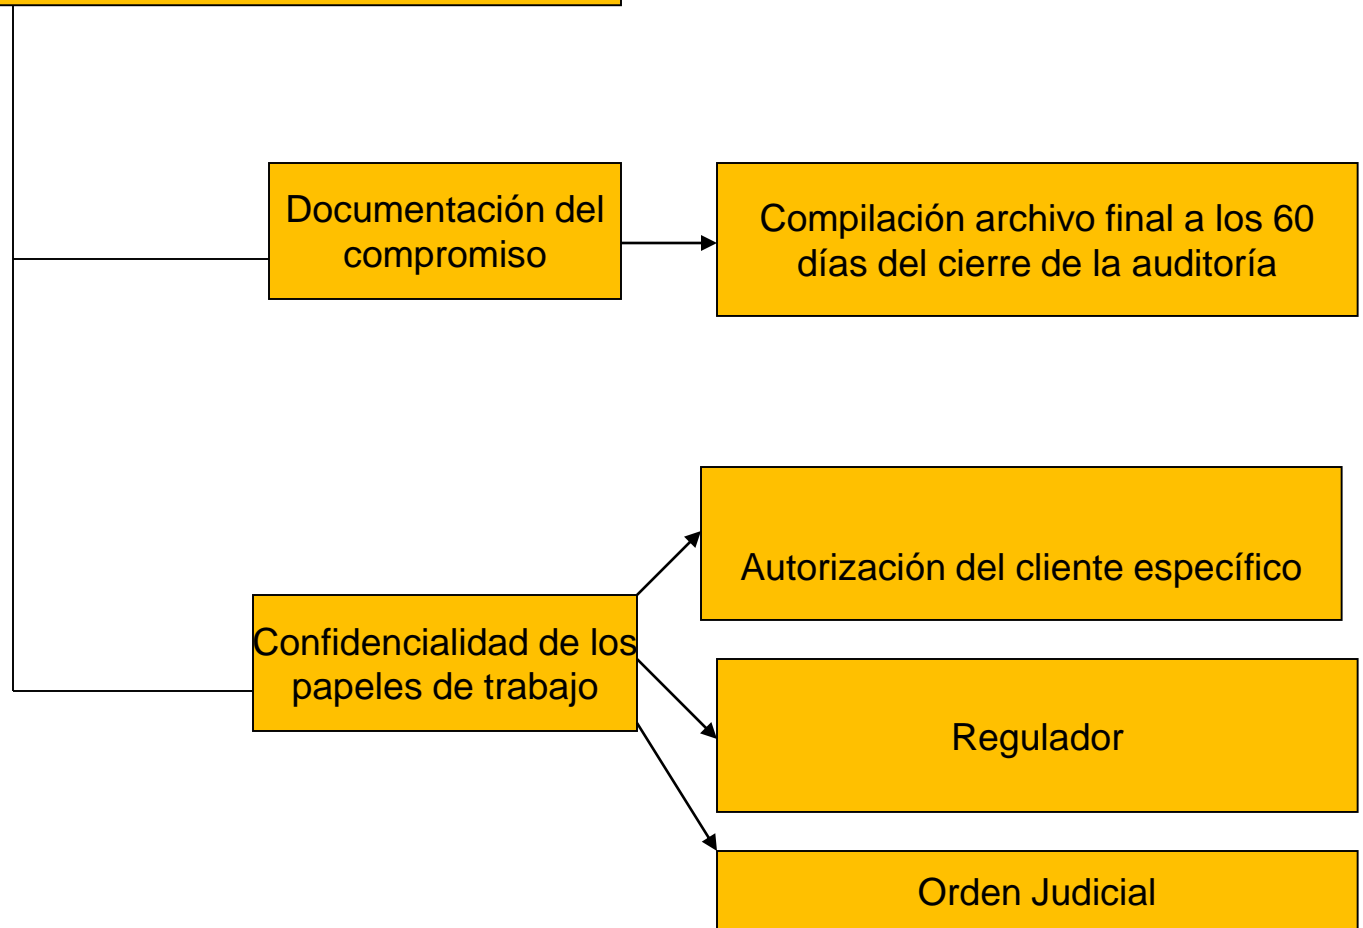 Documentación del
compromiso
Compilación archivo final a los 60
días del cierre de la auditoría
Autorización del cliente específico
Confidencialidad de los
papeles de trabajo
Regulador
Orden Judicial